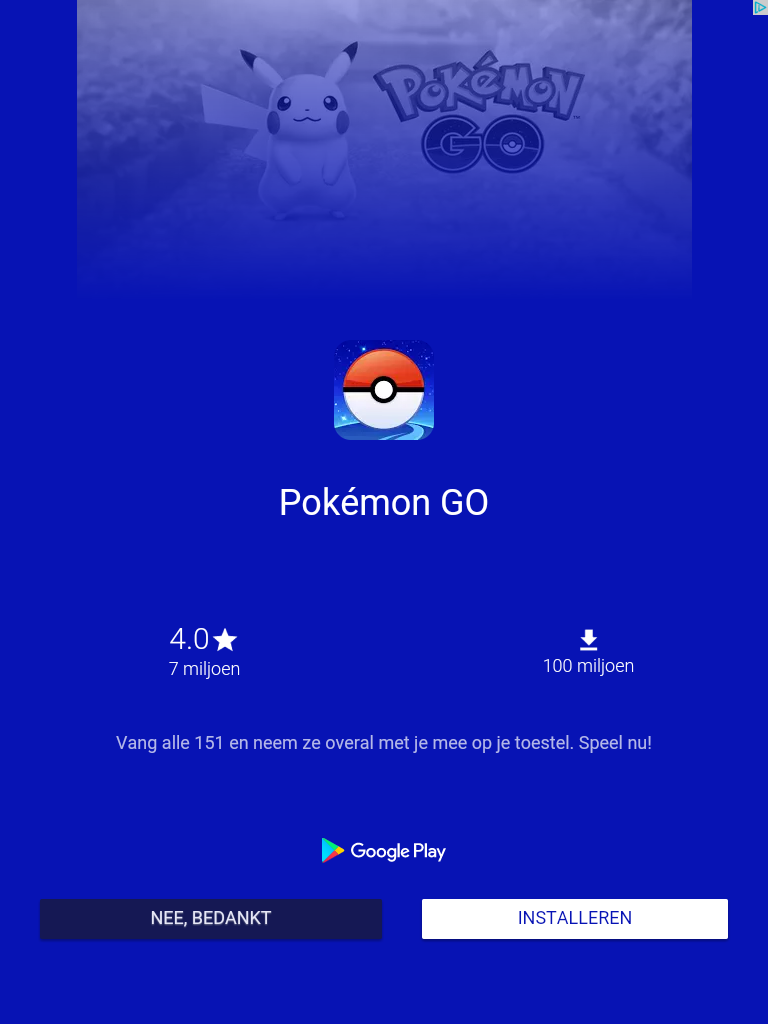 POKéMON
GO
Pokémon GO
4.0
7 miljoen
100 miljoen
Vang alle 151 en neem ze overal met je mee op je toestel. Speel nu!
Google Play
NEE, BEDANKT
INSTALLEREN